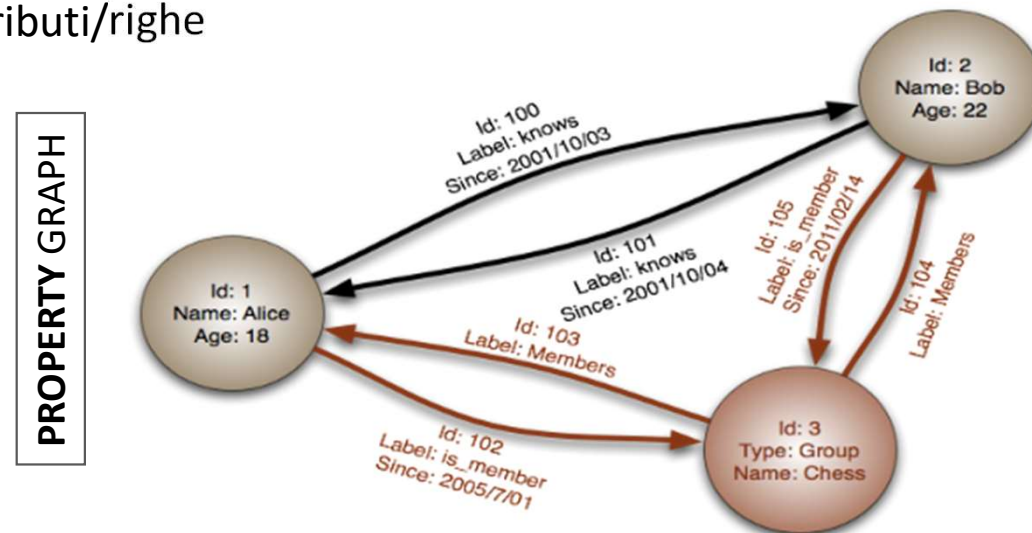 ributi/righe
PROPERTY GRAPH
Id: 100
Label: knows
Since: 2001/10/03
Id: 2
Name: Bob
Age: 22
Id: 101
Label: knows
Since: 2001/10/04
Id: 105
Label: is_member
Since: 2011/02/14
Id: 104
Label: Members
Id: 1
Name: Alice
Age: 18
Id: 103
Label: Members
Id: 102
Label: is_member
Since: 2005/7/01
Id: 3
Type: Group
Name: Chess